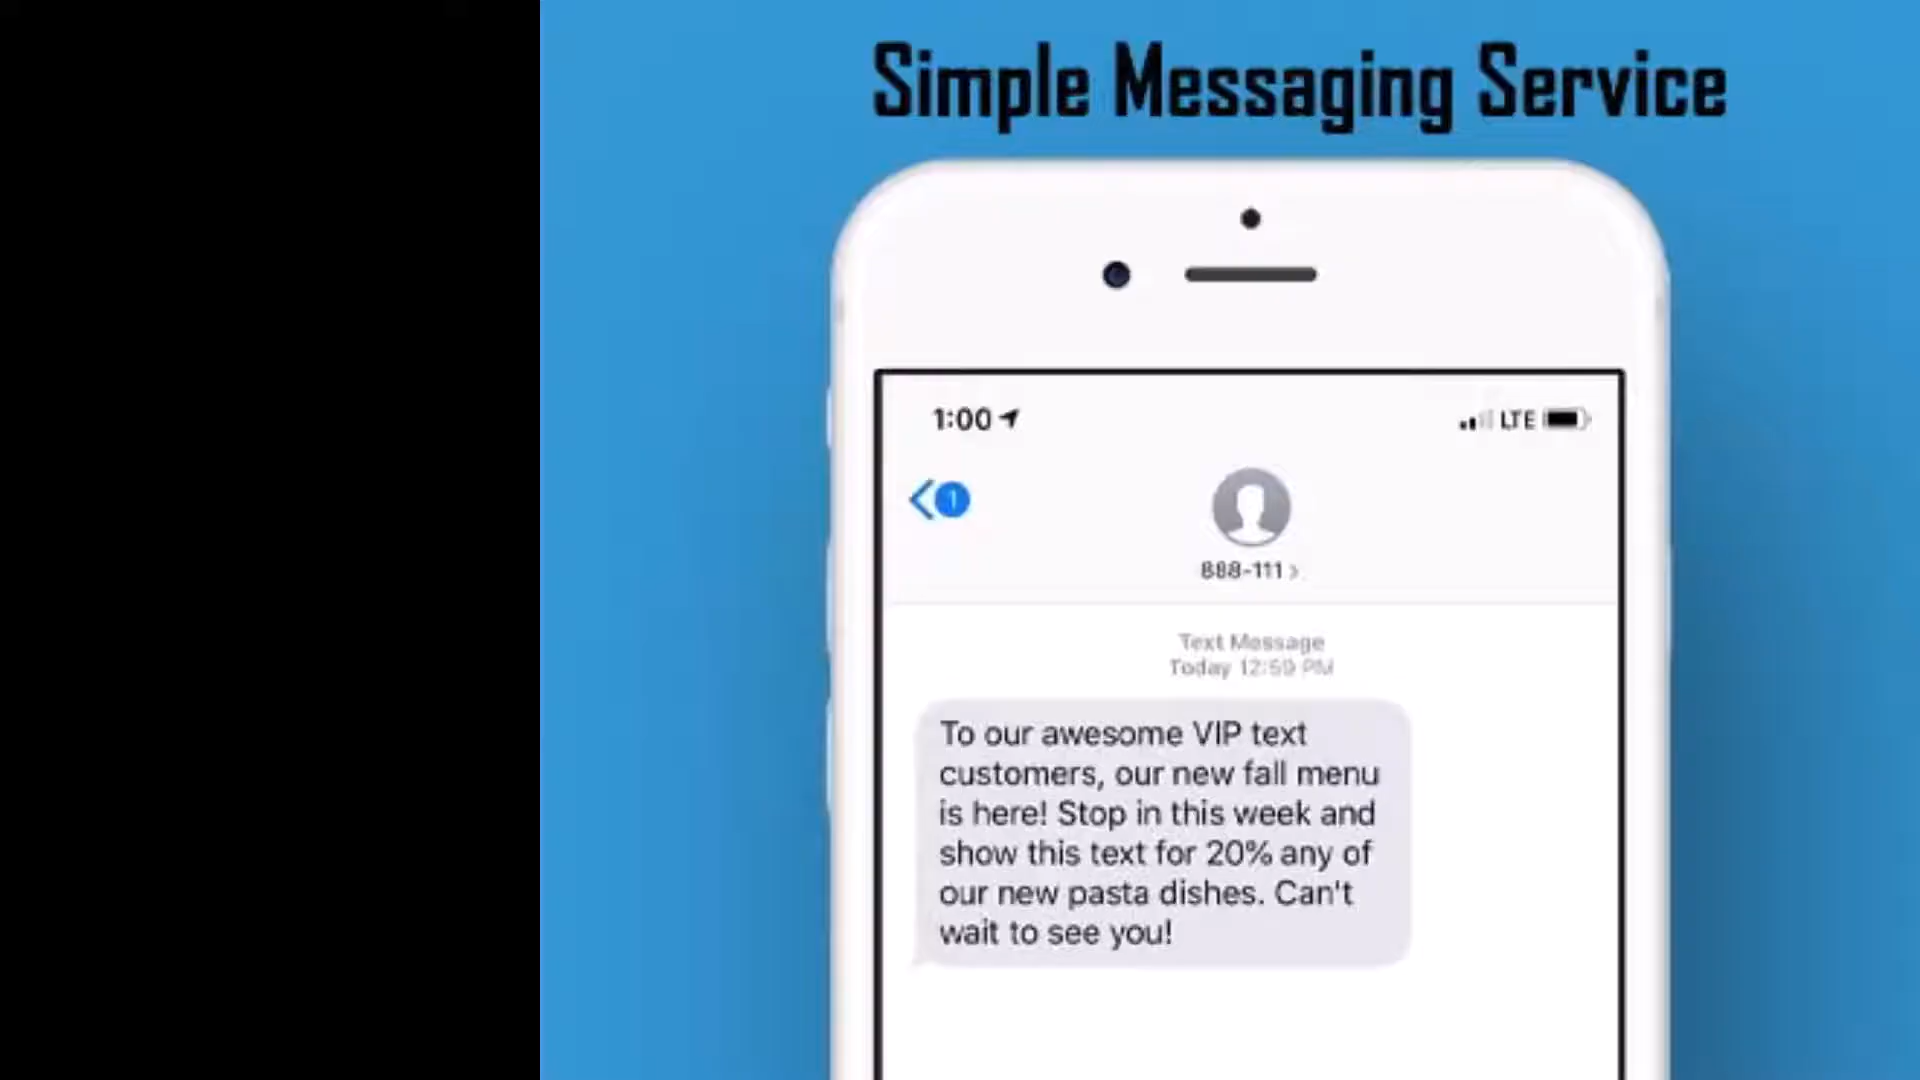 Simple Messaging Service
1:00
LTE
1
888-111
Text Message
Today 12:59 PM
To our awesome VIP text
customers, our new fall menu
is here! Stop in this week and
show this text for 20% any of
our new pasta dishes. Can't
wait to see you!